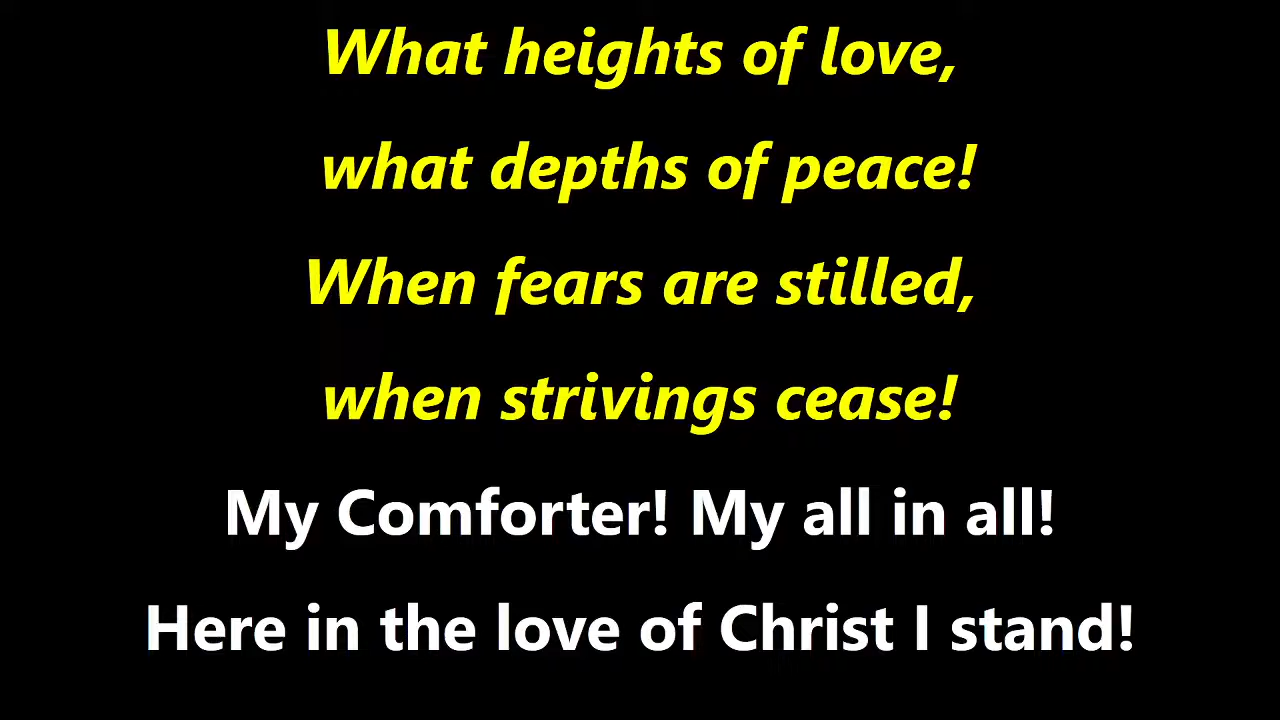 What heights of love,
what depths of peace!
When fears are stilled,
when strivings cease!
My Comforter! My all in all!
Here in the love of Christ I stand!